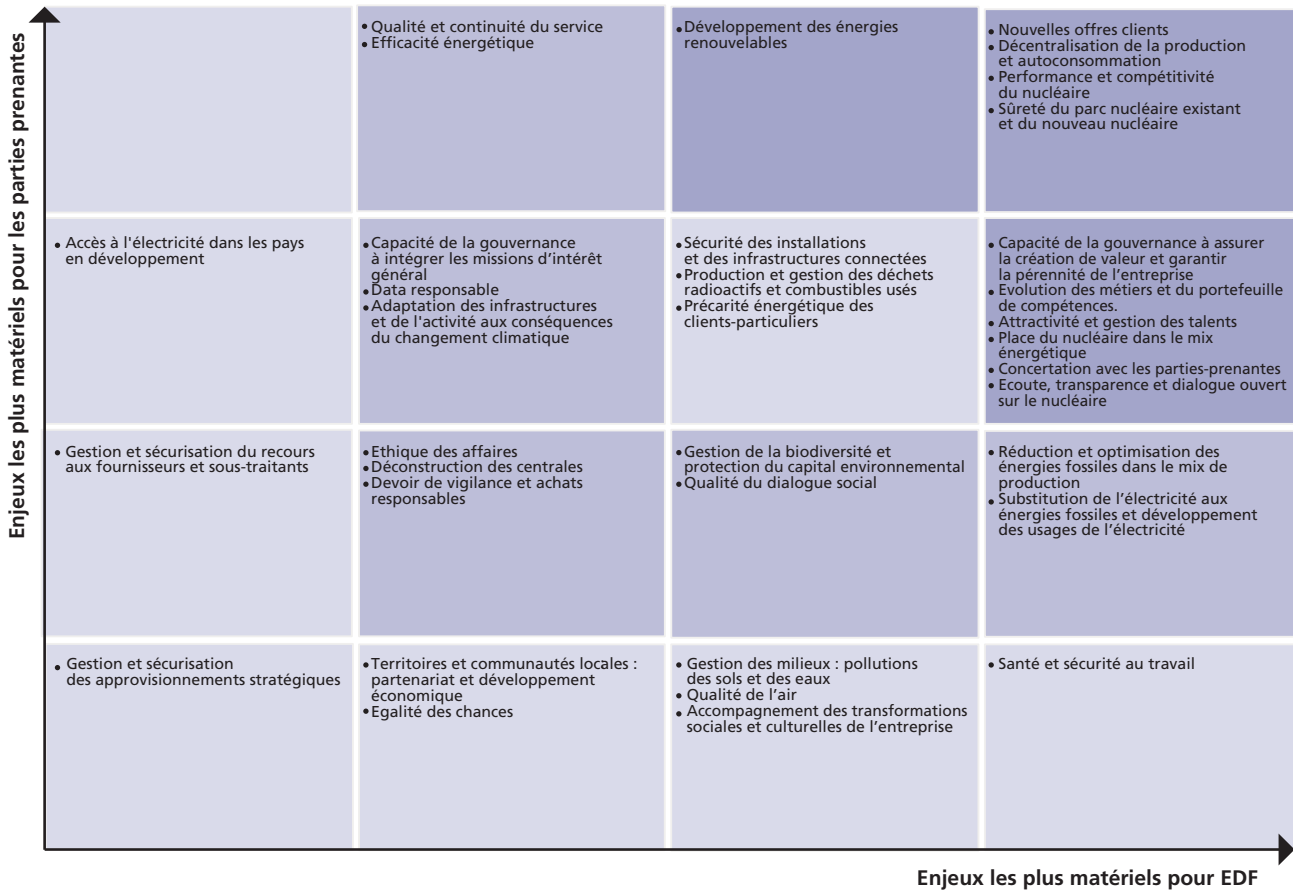 Enjeux les plus matériels pour les parties prenantes
• Qualité et continuité du service
• Efficacité énergétique
• Développement des énergies
renouvelables
• Nouvelles offres clients
• Décentralisation de la production
et autoconsommation
• Performance et compétitivité
du nucléaire
• Sûreté du parc nucléaire existant
et du nouveau nucléaire
• Accès à l'électricité dans les pays
en développement
• Capacité de la gouvernance
à intégrer les missions d'intérêt
général
• Data responsable
• Adaptation des infrastructures
et de l'activité aux conséquences
du changement climatique
• Sécurité des installations
et des infrastructures connectées
• Production et gestion des déchets
radioactifs et combustibles usés
• Précarité énergétique des
clients-particuliers
• Capacité de la gouvernance à assurer
la création de valeur et garantir
la pérennité de l'entreprise
• Evolution des métiers et du portefeuille
de compétences.
• Attractivité et gestion des talents
• Place du nucléaire dans le mix
énergétique
• Concertation avec les parties-prenantes
• Ecoute, transparence et dialogue ouvert
sur le nucléaire
• Gestion et sécurisation du recours
aux fournisseurs et sous-traitants
• Ethique des affaires
• Déconstruction des centrales
• Devoir de vigilance et achats
responsables
• Gestion de la biodiversité et
protection du capital environnemental
• Qualité du dialogue social
• Réduction et optimisation des
énergies fossiles dans le mix de
production
• Substitution de l'électricité aux
énergies fossiles et développement
des usages de l'électricité
• Gestion et sécurisation
des approvisionnements stratégiques
• Territoires et communautés locales :
partenariat et développement
économique
• Egalité des chances
• Gestion des milieux : pollutions
des sols et des eaux
• Qualité de l'air
• Accompagnement des transformations
sociales et culturelles de l'entreprise
• Santé et sécurité au travail
Enjeux les plus matériels pour EDF